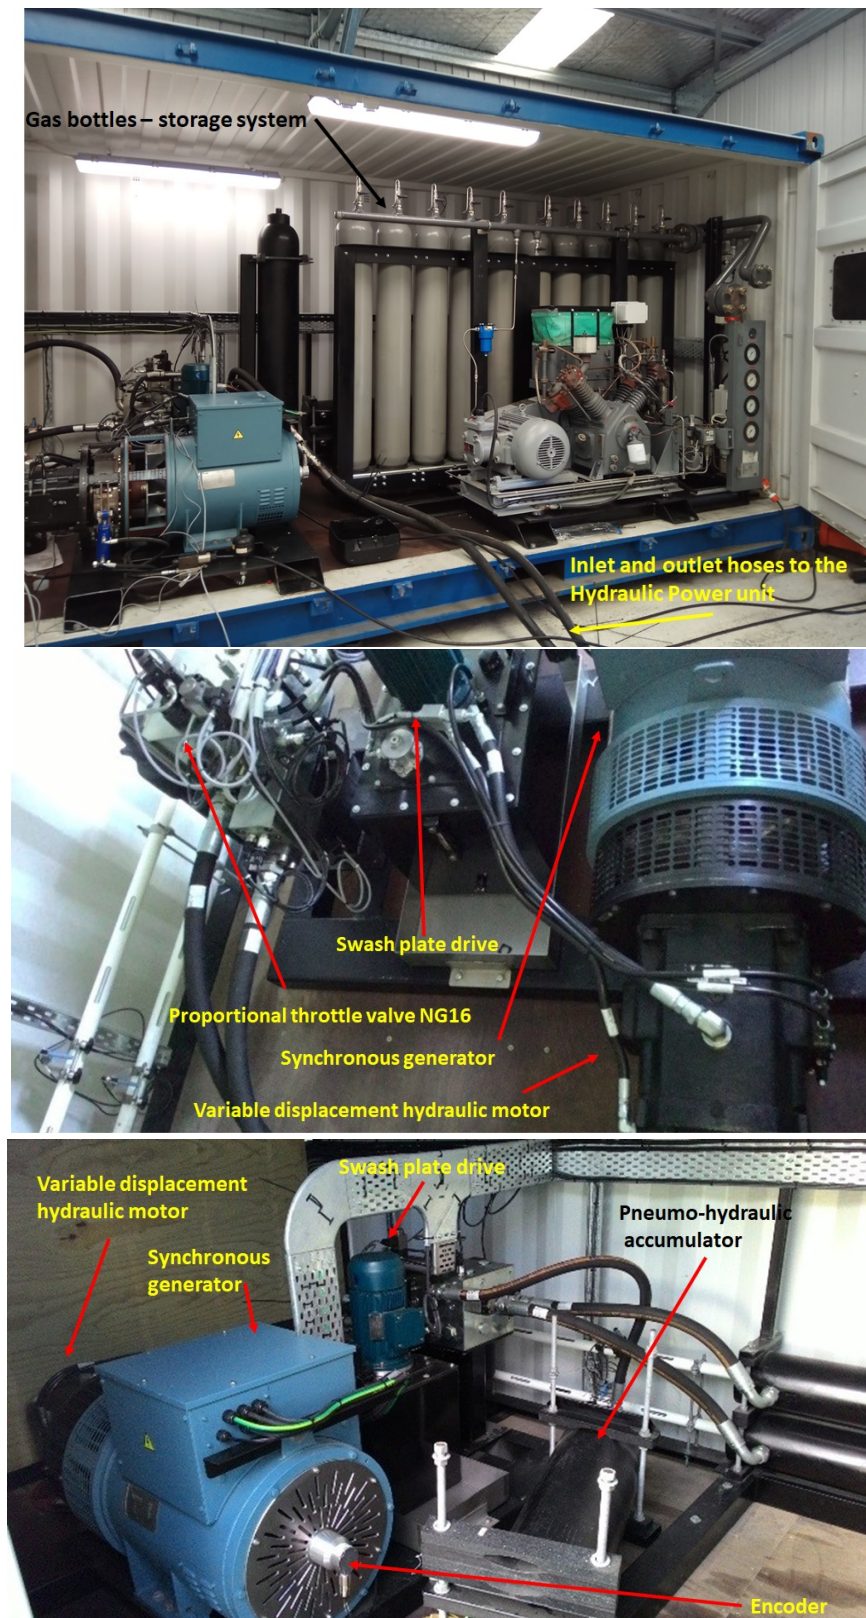 Gas bottles – storage system
Inlet and outlet hoses to the
Hydraulic Power unit
Swash plate drive
Proportional throttle valve NG16
Synchronous generator
Variable displacement hydraulic motor
Swash plate drive
Variable displacement
hydraulic motor
Pneumo-hydraulic
accumulator
Synchronous
generator
Encoder